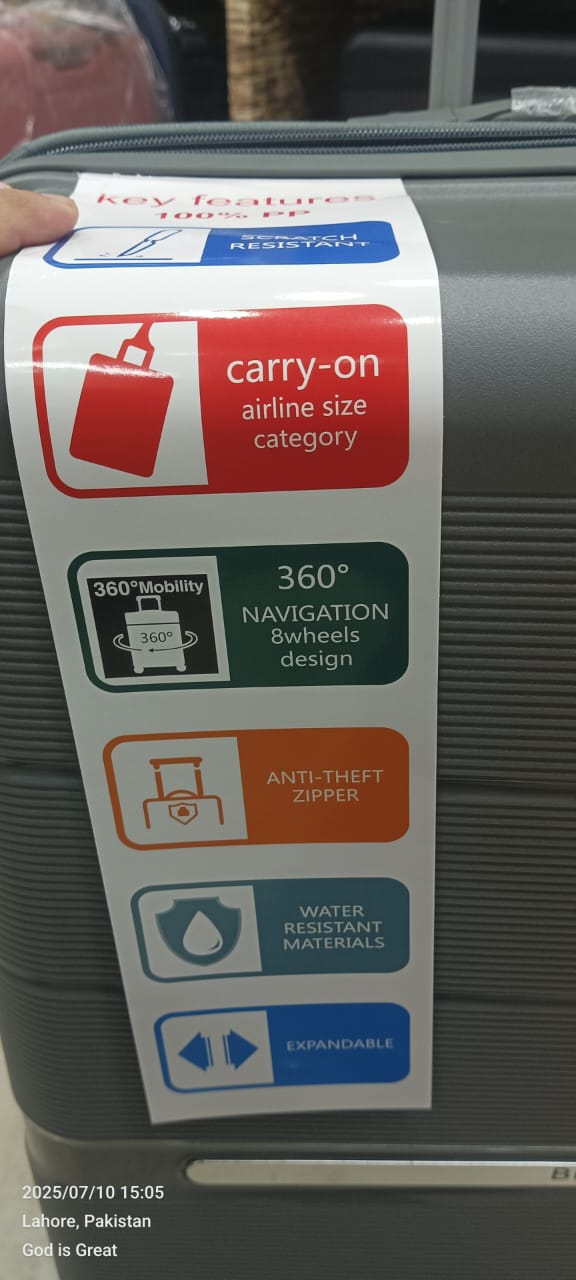 key features
100% PP
SCRATCH
RESISTANT
carry-on
airline size
category
360°Mobility
360°
360°
NAVIGATION
8wheels
design
ANTI-THEFT
ZIPPER
WATER
RESISTANT
MATERIALS
EXPANDABLE
2025/07/10 15:05
Lahore, Pakistan
God is Great